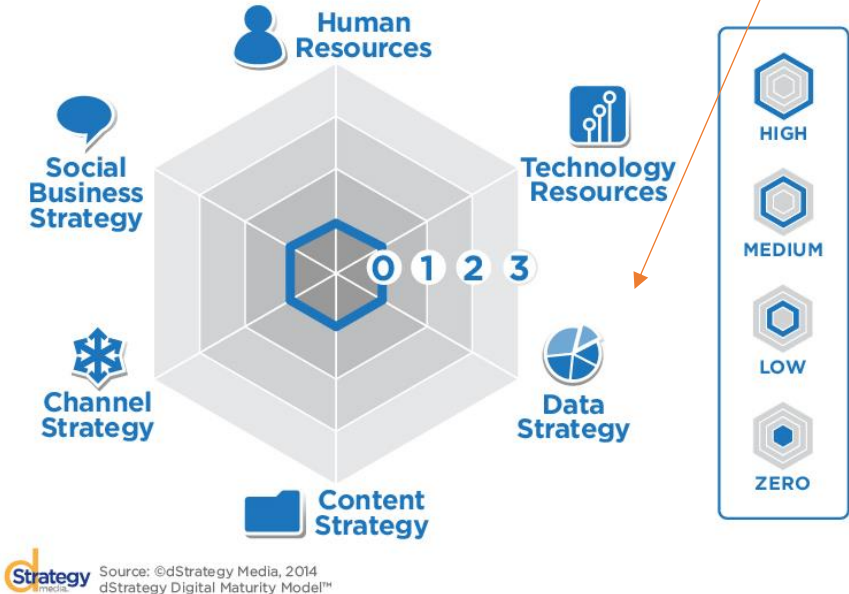 Human
Resources
Social
Business
Strategy
Technology
Resources
0 1 2 3
Channel
Strategy
Data
Strategy
Content
Strategy
HIGH
MEDIUM
LOW
ZERO
dStrategy
media
Source: ©dStrategy Media, 2014
dStrategy Digital Maturity Model™